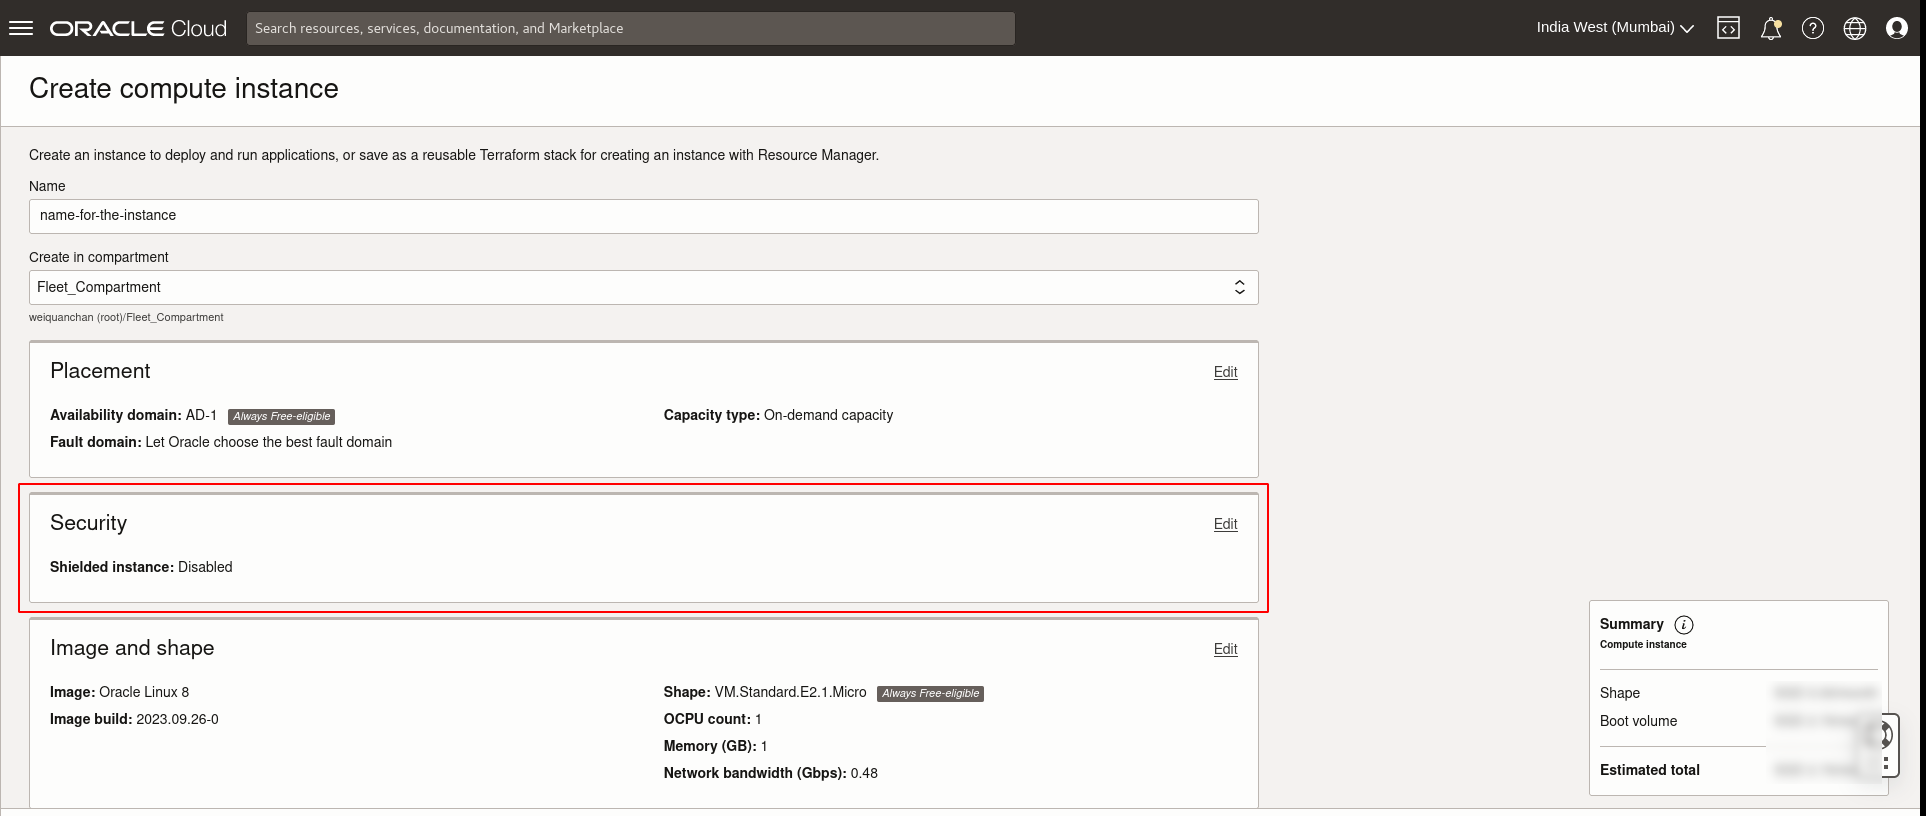 ORACLE Cloud
Search resources, services, documentation, and Marketplace
India West (Mumbai)
Create compute instance
Create an instance to deploy and run applications, or save as a reusable Terraform stack for creating an instance with Resource Manager.
Name
name-for-the-instance
Create in compartment
Fleet_Compartment
weiquanchan (root)/Fleet_Compartment
Placement
Edit
Availability domain: AD-1 Always Free-eligible
Capacity type: On-demand capacity
Fault domain: Let Oracle choose the best fault domain
Security
Edit
Shielded instance: Disabled
Image and shape
Edit
Image: Oracle Linux 8
Image build: 2023.09.26-0
Shape: VM.Standard.E2.1.Micro Always Free-eligible
OCPU count: 1
Memory (GB): 1
Network bandwidth (Gbps): 0.48
Summary
Compute instance
Shape
Boot volume
Estimated total